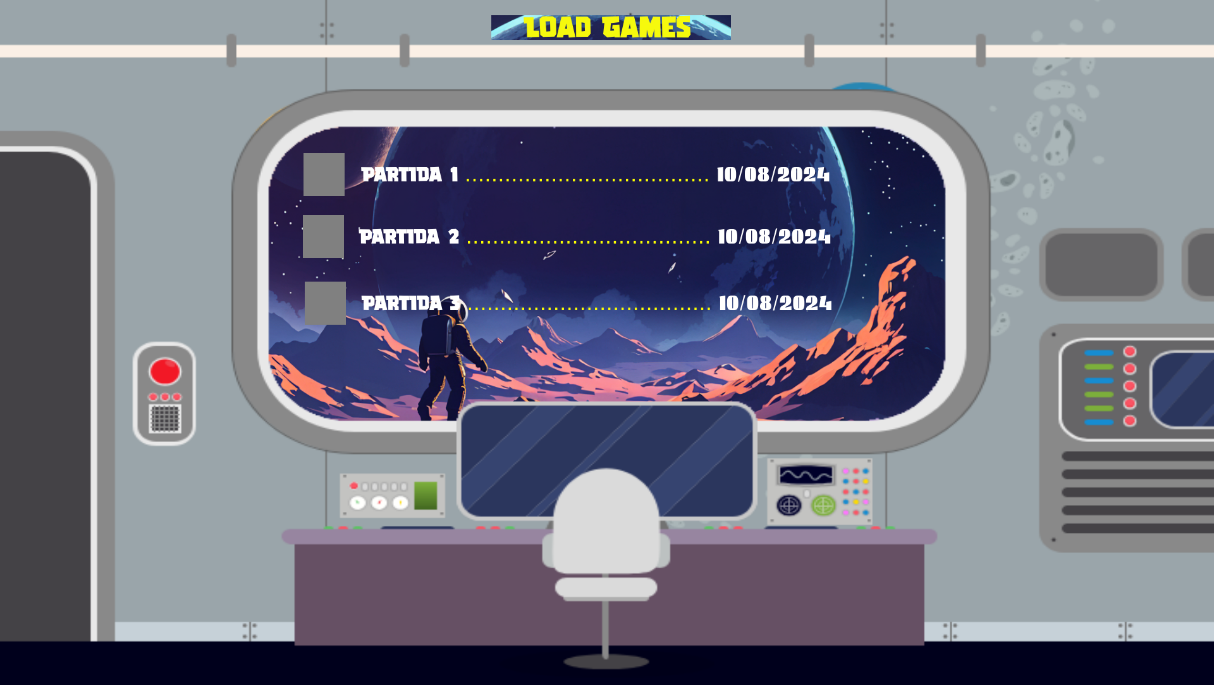 LOAD GAMES
PARTIDA 1 ...................................... 10/08/2024
PARTIDA 2 ...................................... 10/08/2024
PARTIDA 3 ...................................... 10/08/2024